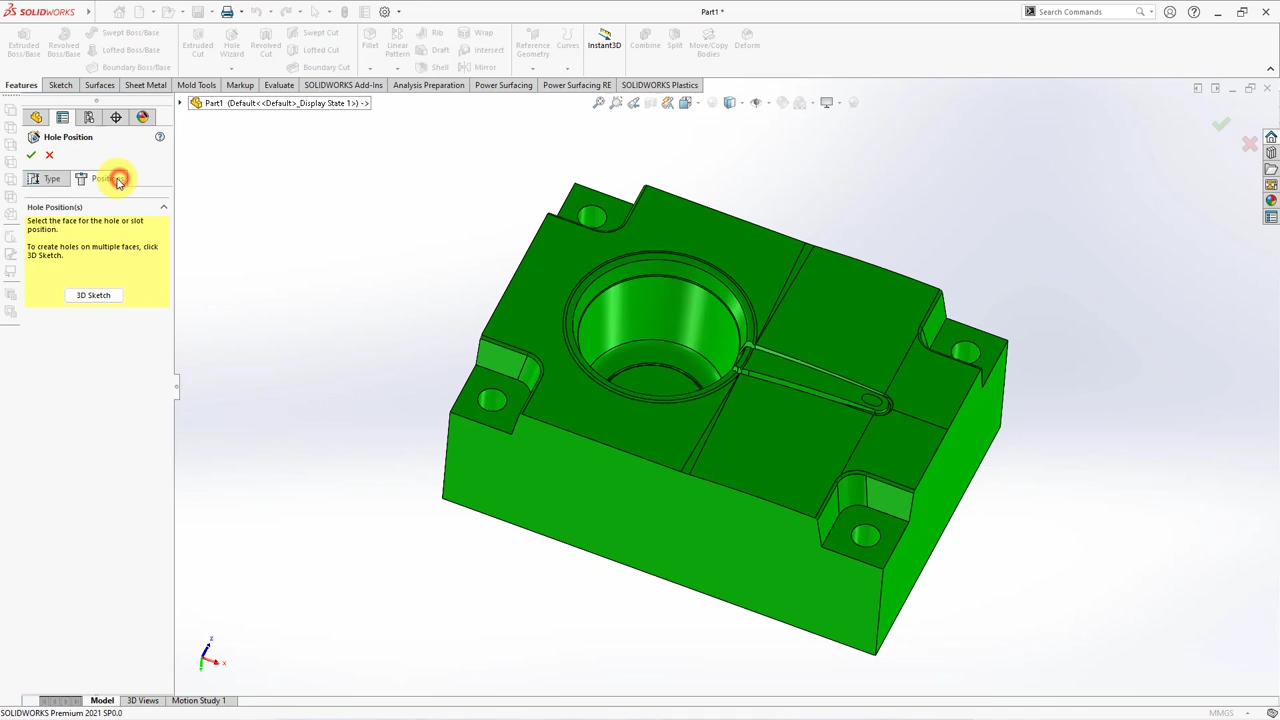 SOLIDWORKS
Part1 *
Search Commands
Extruded Boss/Base
Revolved Boss/Base
Swept Boss/Base
Lofted Boss/Base
Boundary Boss/Base
Extruded Cut
Hole Wizard
Revolved Cut
Swept Cut
Lofted Cut
Boundary Cut
Fillet
Linear Pattern
Rib
Draft
Shell
Wrap
Intersect
Mirror
Reference Geometry
Curves
Instant3D
Combine
Split
Move/Copy Bodies
Deform
Features
Sketch
Surfaces
Sheet Metal
Mold Tools
Markup
Evaluate
SOLIDWORKS Add-Ins
Analysis Preparation
Power Surfacing
Power Surfacing RE
SOLIDWORKS Plastics
Part1 (Default<<Default>_Display State 1>)
Hole Position
Type
Positions
Hole Position(s)
Select the face for the hole or slot
position.
To create holes on multiple faces, click
3D Sketch.
3D Sketch
z
x
Model
3D Views
Motion Study 1
SOLIDWORKS Premium 2021 SP0.0
MMGS